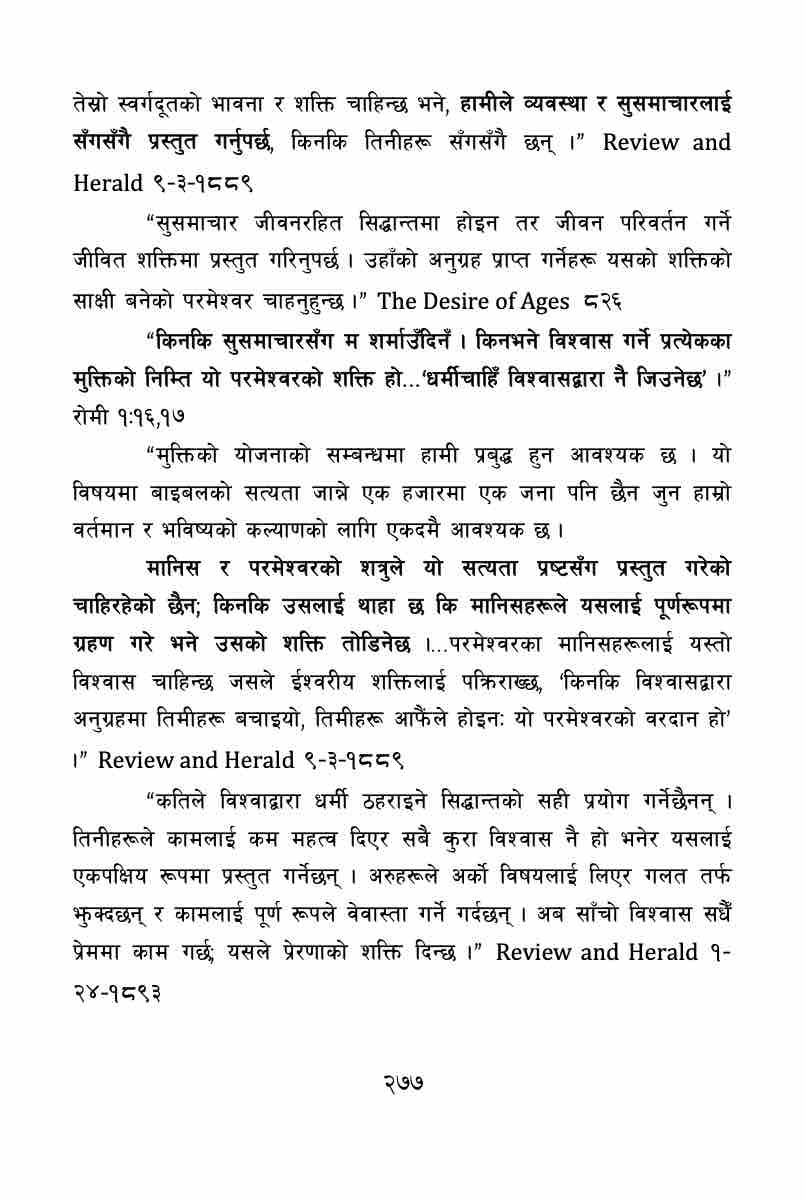 तेस्रो स्वर्गदूतको भावना र शक्ति चाहिन्छ भने, हामीले व्यवस्था र सुसमाचारलाई
सँगसँगै प्रस्तुत गर्नुपर्छ, किनकि तिनीहरू सँगसँगै छन् ।” Review and
Herald ९-३-१८८९
“सुसमाचार जीवनरहित सिद्धान्तमा होइन तर जीवन परिवर्तन गर्ने
जीवित शक्तिमा प्रस्तुत गरिनुपर्छ । उहाँको अनुग्रह प्राप्त गर्नेहरू यसको शक्तिको
साक्षी बनेको परमेश्वर चाहनुहुन्छ ।” The Desire of Ages ८२६
“किनकि सुसमाचारसँग म शर्माउँदिनँ । किनभने विश्वास गर्ने प्रत्येकका
मुक्तिको निम्ति यो परमेश्वरको शक्ति हो...‘धर्मीचाहिँ विश्वासद्वारा नै जिउनेछ’ ।”
रोमी १:१६,१७
“मुक्तिको योजनाको सम्बन्धमा हामी प्रबुद्ध हुन आवश्यक छ । यो
विषयमा बाइबलको सत्यता जान्ने एक हजारमा एक जना पनि छैन जुन हाम्रो
वर्तमान र भविष्यको कल्याणको लागि एकदमै आवश्यक छ ।
मानिस र परमेश्वरको शत्रुले यो सत्यता प्रष्टसँग प्रस्तुत गरेको
चाहिरहेको छैन; किनकि उसलाई थाहा छ कि मानिसहरूले यसलाई पूर्णरूपमा
ग्रहण गरे भने उसको शक्ति तोडिनेछ ।...परमेश्वरका मानिसहरूलाई यस्तो
विश्वास चाहिन्छ जसले ईश्वरीय शक्तिलाई पक्रिराख्छ, ‘किनकि विश्वासद्वारा
अनुग्रहमा तिमीहरू बचाइयो, तिमीहरू आफैंले होइनः यो परमेश्वरको वरदान हो’
।” Review and Herald ९-३-१८८९
“कतिले विश्वाद्वारा धर्मी ठहराइने सिद्धान्तको सही प्रयोग गर्नेछैनन् ।
तिनीहरूले कामलाई कम महत्व दिएर सबै कुरा विश्वास नै हो भनेर यसलाई
एकपक्षिय रूपमा प्रस्तुत गर्नेछन् । अरुहरूले अर्को विषयलाई लिएर गलत तर्फ
झुक्दछन् र कामलाई पूर्ण रूपले वेवास्ता गर्ने गर्दछन् । अब साँचो विश्वास सधैँ
प्रेममा काम गर्छ; यसले प्रेरणाको शक्ति दिन्छ ।” Review and Herald १-
२४-१८९३
२७७